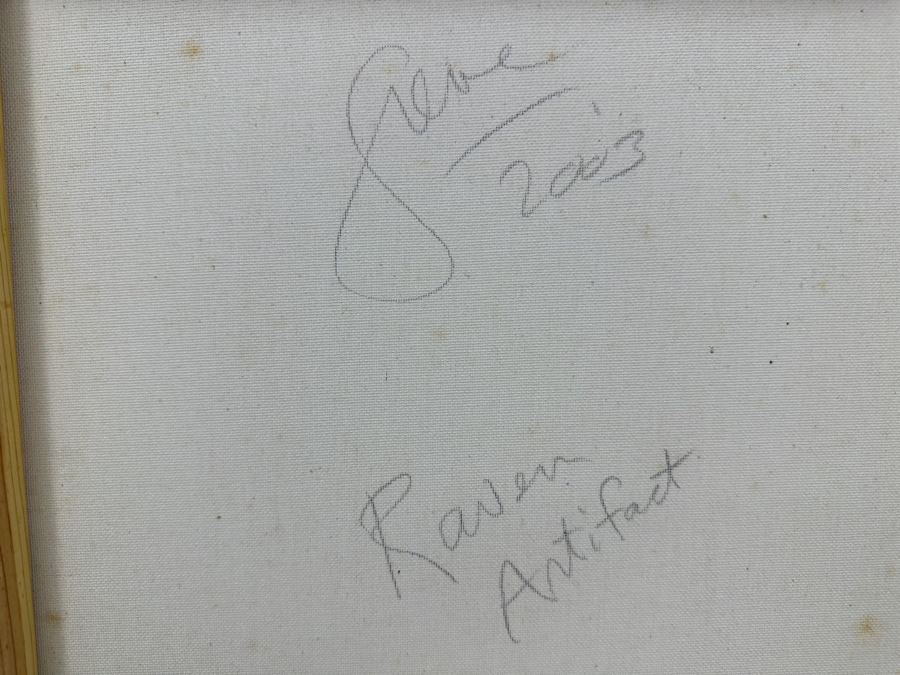 Gene
2003
Raven
Artifact